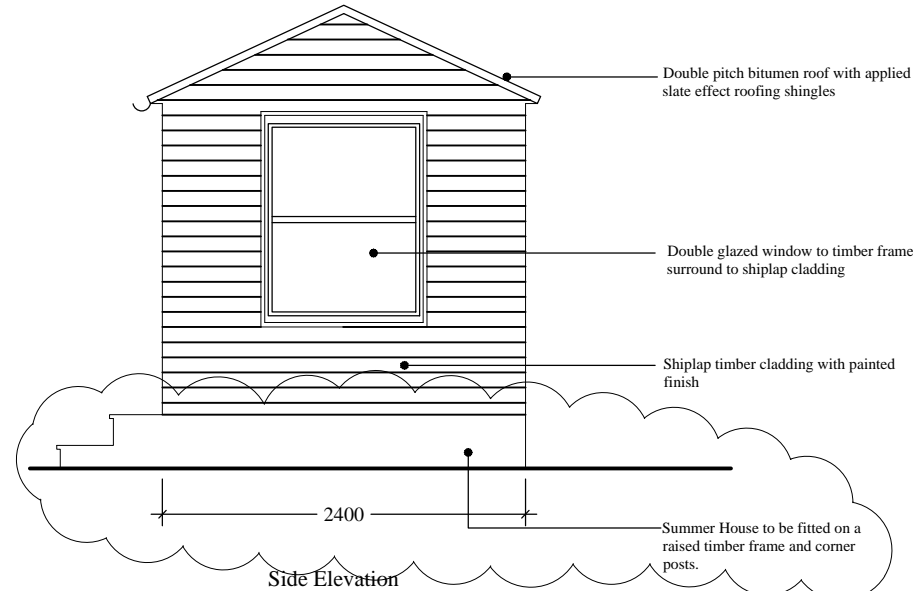 Double pitch bitumen roof with applied
slate effect roofing shingles
Double glazed window to timber frame
surround to shiplap cladding
Shiplap timber cladding with painted
finish
2400
Summer House to be fitted on a
raised timber frame and corner
posts.
Side Elevation